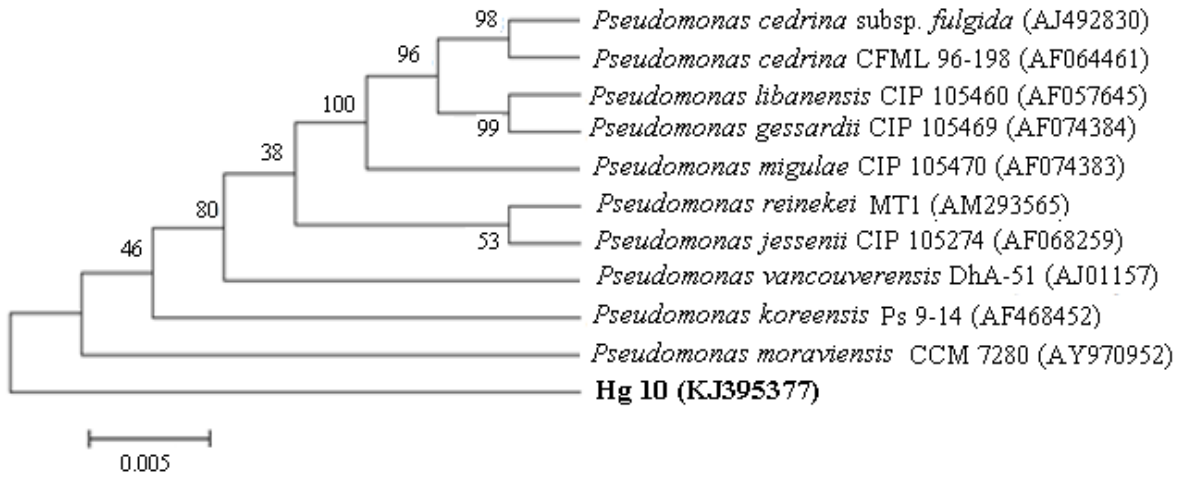 98
Pseudomonas cedrina subsp. fulgida (AJ492830)
96
Pseudomonas cedrina CFML 96-198 (AF064461)
100
Pseudomonas libanensis CIP 105460 (AF057645)
99
Pseudomonas gessardii CIP 105469 (AF074384)
38
Pseudomonas migulae CIP 105470 (AF074383)
80
Pseudomonas reinekei MT1 (AM293565)
53
Pseudomonas jessenii CIP 105274 (AF068259)
46
Pseudomonas vancouverensis DhA-51 (AJ01157)
Pseudomonas koreensis Ps 9-14 (AF468452)
Pseudomonas moraviensis CCM 7280 (AY970952)
Hg 10 (KJ395377)
0.005